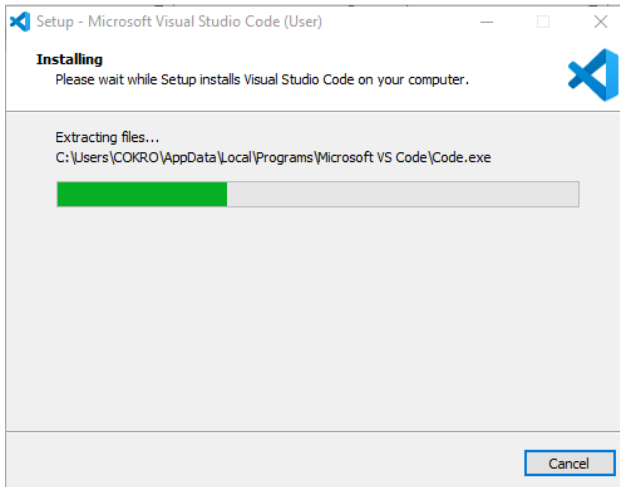 Setup - Microsoft Visual Studio Code (User)
Installing
Please wait while Setup installs Visual Studio Code on your computer.
Extracting files...
C:\Users\COKRO\AppData\Local\Programs\Microsoft VS Code\Code.exe
Cancel